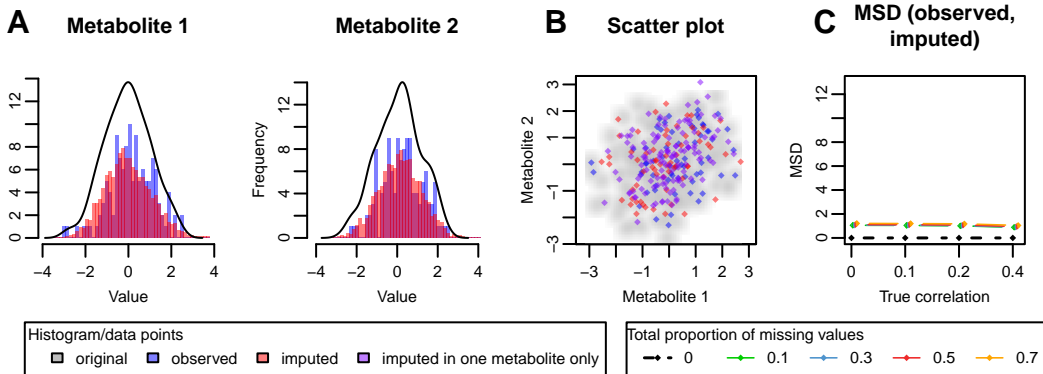 A
Metabolite 1
Metabolite 2
B
Scatter plot
C
MSD (observed,
imputed)
0 2 4 6 8 12
−4 −2 0 2 4
Value
Frequency
0 4 8 12
−4 −2 0 2 4
Value
Metabolite 2
−3 −1 1 2 3
−3 −1 0 1 2 3
Metabolite 1
MSD
0 2 4 6 8 12
0 0.1 0.2 0.4
True correlation
Histogram/data points
original observed imputed imputed in one metabolite only
Total proportion of missing values
0 0.1 0.3 0.5 0.7